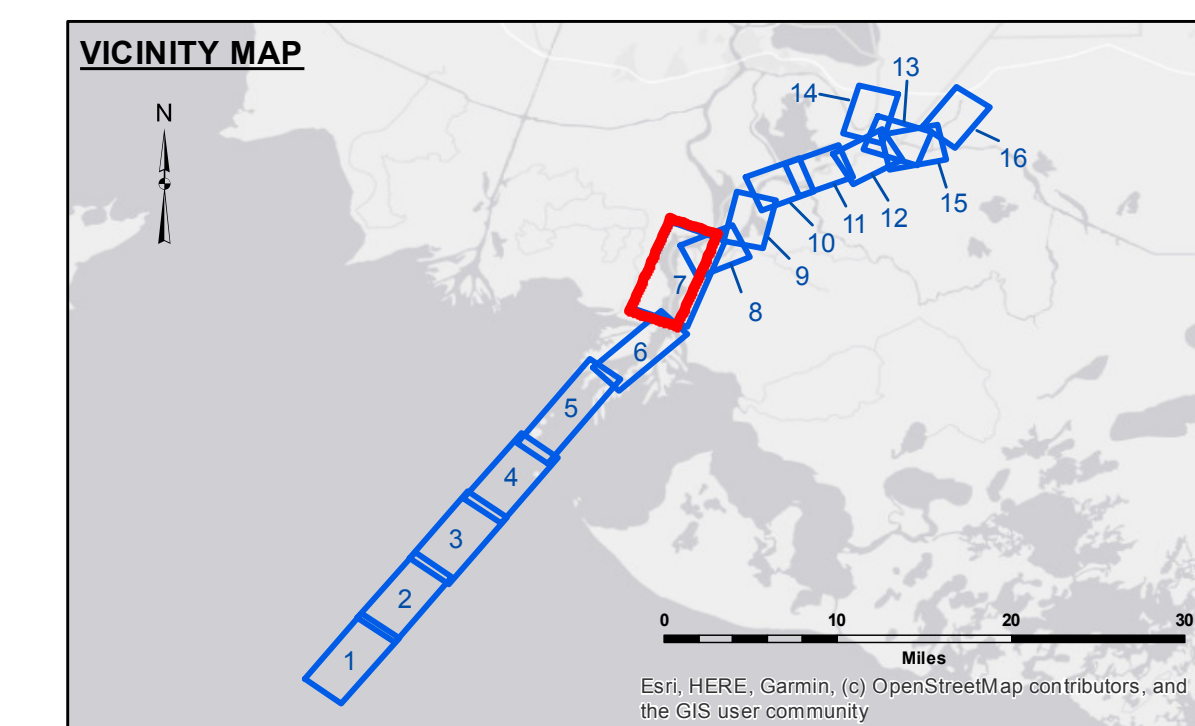 VICINITY MAP
N
13
14
16
15
12
11
10
9
8
7
6
5
4
3
2
1
0 10 20 30
Miles
Esri, HERE, Garmin, (c) OpenStreetMap contributors, and
the GIS user community